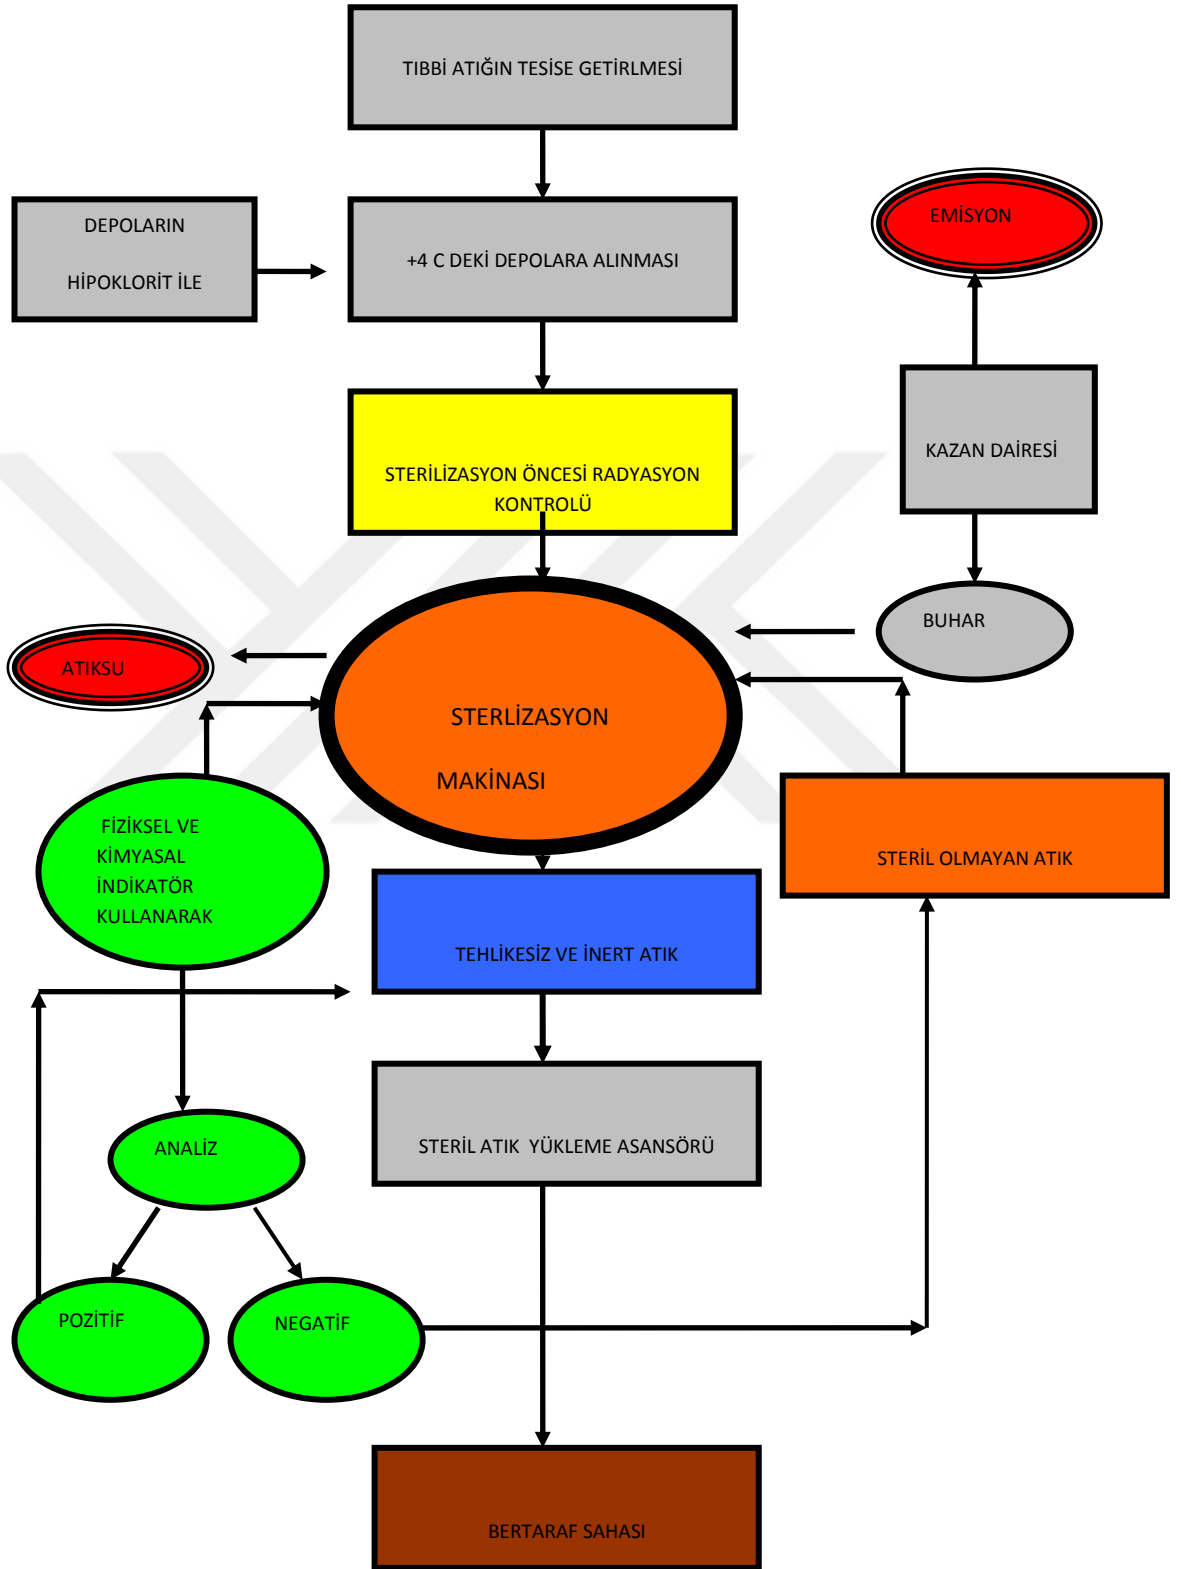 TIBBİ ATIĞIN TESİSE GETİRLMESİ
EMİSYON
DEPOLARIN
HİPOKLORİT İLE
+4 C DEKİ DEPOLARA ALINMASI
KAZAN DAİRESİ
STERİLİZASYON ÖNCESİ RADYASYON
KONTROLÜ
BUHAR
ATIKSU
STERLİZASYON
MAKİNASI
FİZİKSEL VE
KİMYASAL
İNDİKATÖR
KULLANARAK
STERİL OLMAYAN ATIK
TEHLİKESİZ VE İNERT ATIK
ANALİZ
STERİL ATIK  YÜKLEME ASANSÖRÜ
POZİTİF
NEGATİF
BERTARAF SAHASI